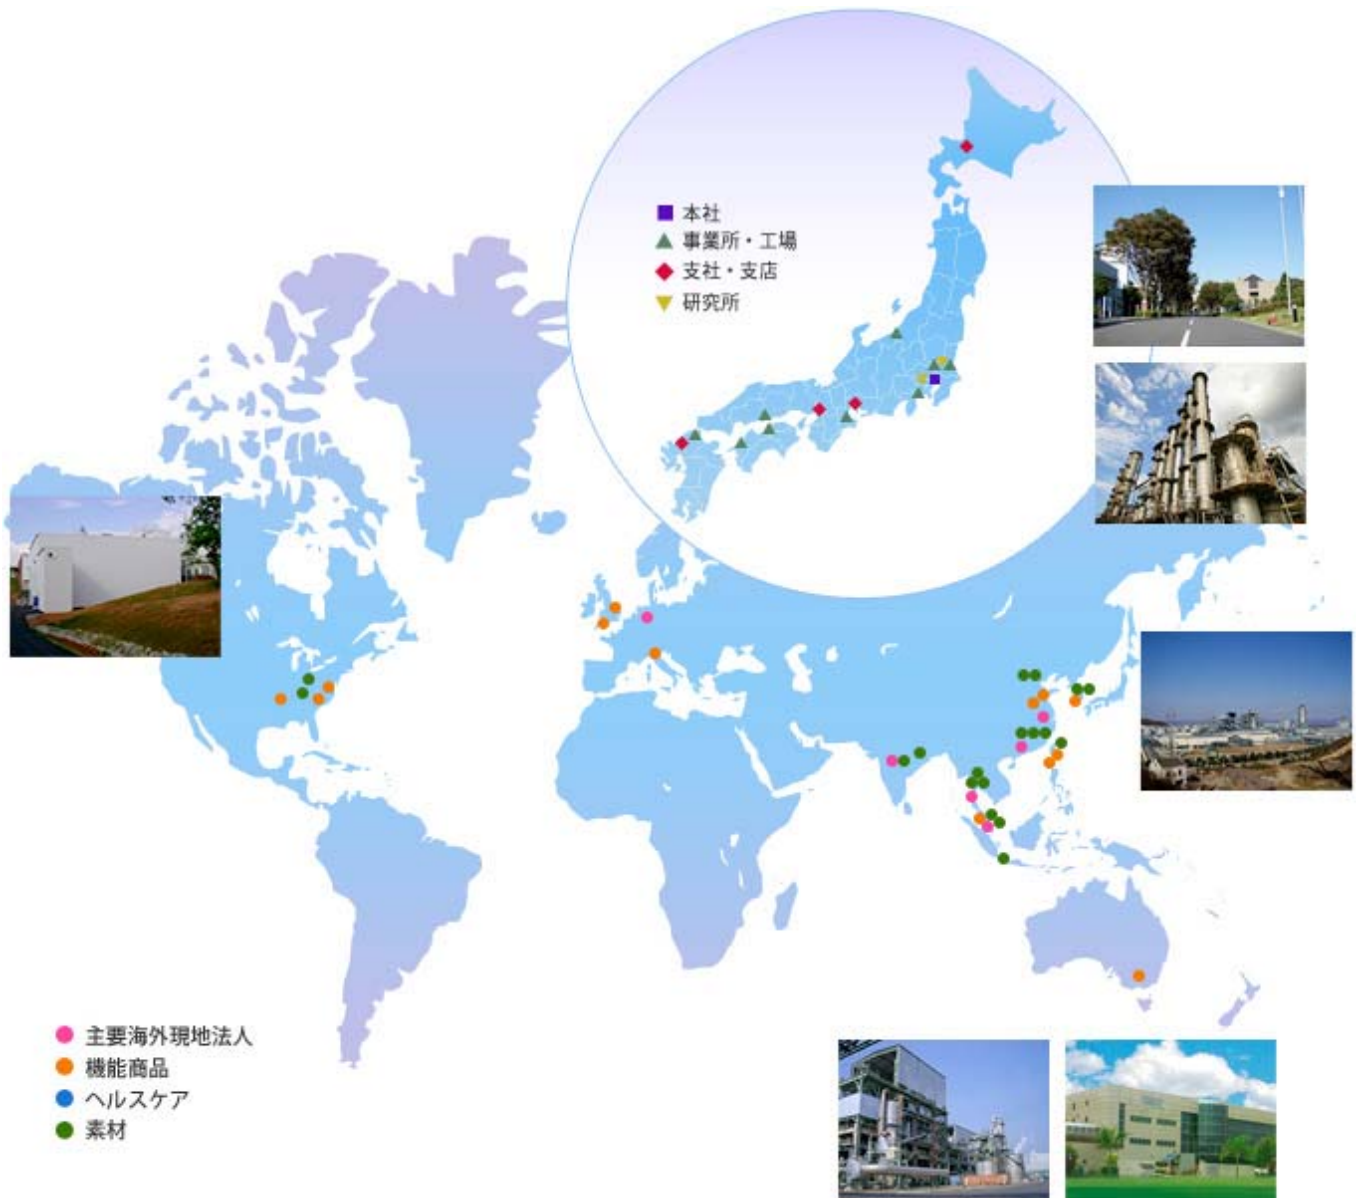 本社
事業所・工場
支社・支店
研究所
主要海外現地法人
機能商品
ヘルスケア
素材